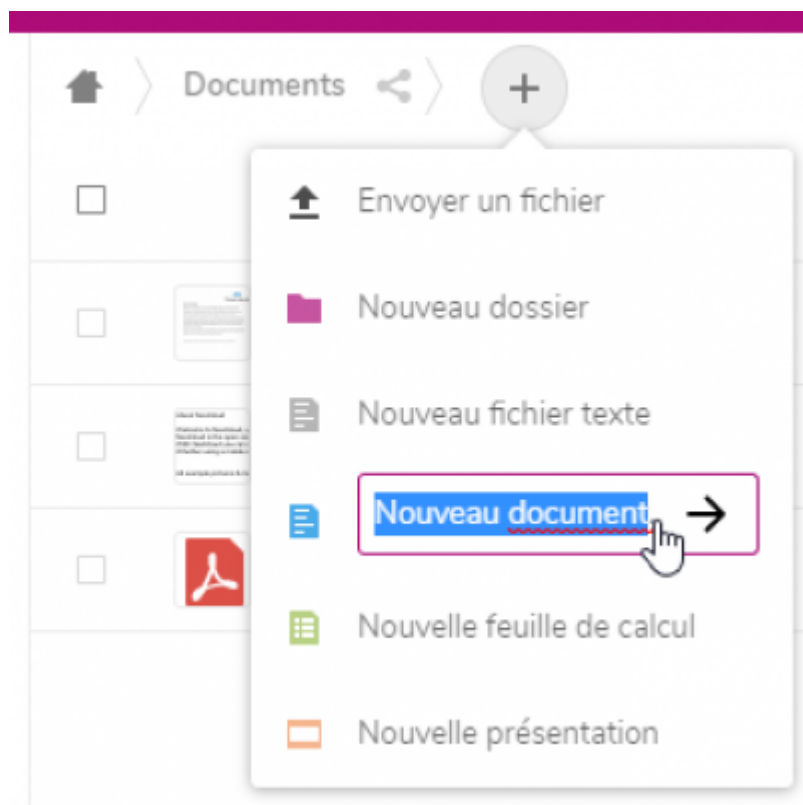 Documents
Envoyer un fichier
Nouveau dossier
Nouveau fichier texte
Nouveau document
Nouvelle feuille de calcul
Nouvelle présentation